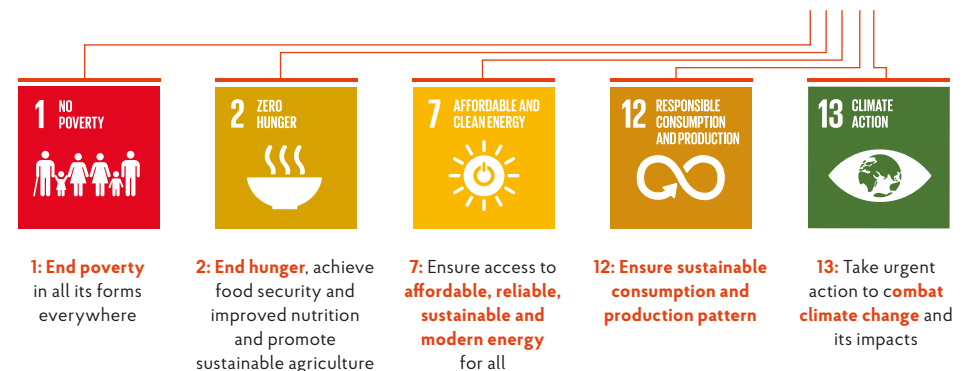 1 NO
POVERTY
2 ZERO
HUNGER
7 AFFORDABLE AND
CLEAN ENERGY
12 RESPONSIBLE
CONSUMPTION
AND PRODUCTION
13 CLIMATE
ACTION
1: End poverty
in all its forms
everywhere
2: End hunger, achieve
food security and
improved nutrition
and promote
sustainable agriculture
7: Ensure access to
affordable, reliable,
sustainable and
modern energy
for all
12: Ensure sustainable
consumption and
production pattern
13: Take urgent
action to combat
climate change and
its impacts